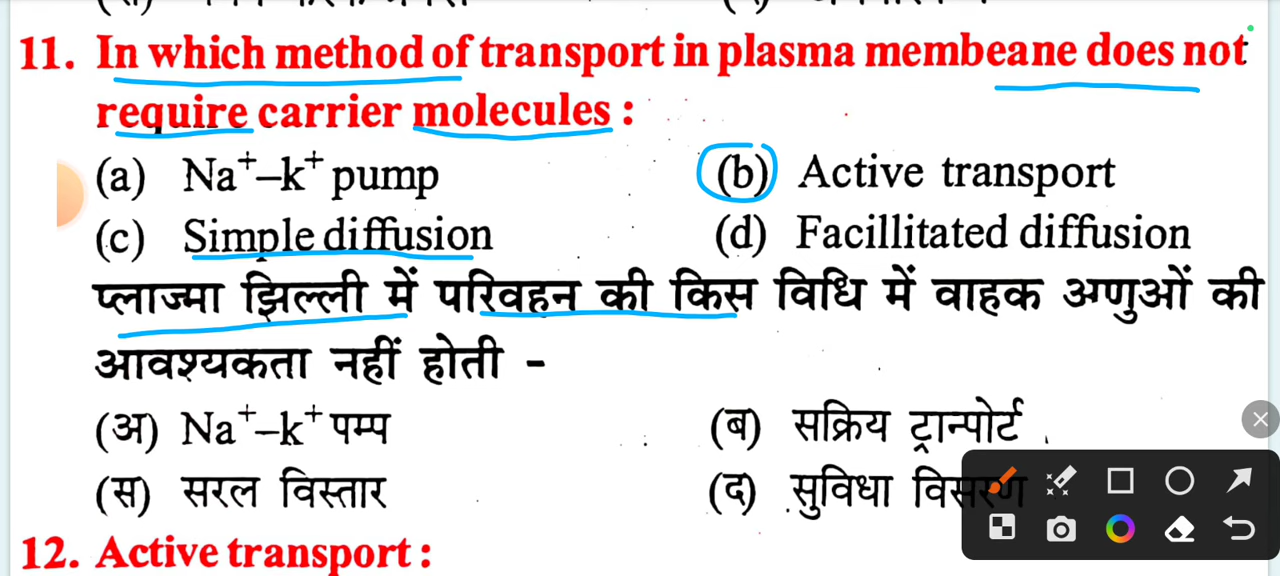 11. In which method of transport in plasma membeane does not
require carrier molecules :
(a) Na⁺–k⁺ pump (b) Active transport
(c) Simple diffusion (d) Facillitated diffusion
प्लाज्मा झिल्ली में परिवहन की किस विधि में वाहक अणुओं की
आवश्यकता नहीं होती -
(अ) Na⁺–k⁺ पम्प (ब) सक्रिय ट्रान्पोर्ट
(स) सरल विस्तार (द) सुविधा विसरण
12. Active transport :